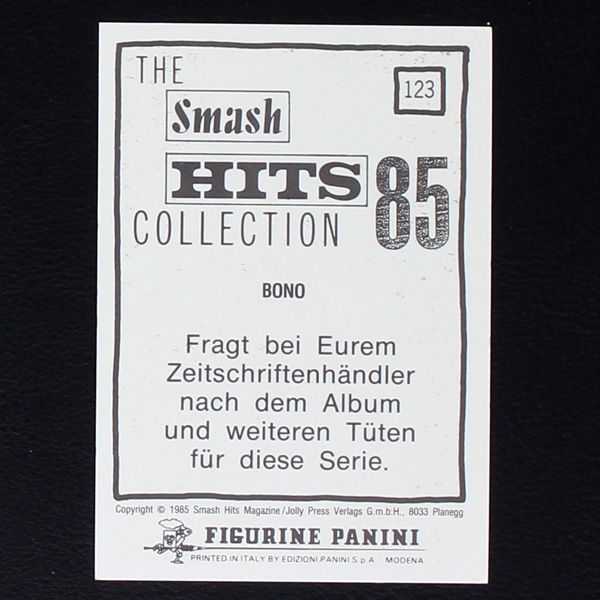 THE
123
Smash
HITS 85
COLLECTION
BONO
Fragt bei Eurem
Zeitschriftenhändler
nach dem Album
und weiteren Tüten
für diese Serie.
Copyright © 1985 Smash Hits Magazine/Jolly Press Verlags G.m.b.H., 8033 Planegg
FIGURINE PANINI
PRINTED IN ITALY BY EDIZIONI PANINI S.p.A. MODENA